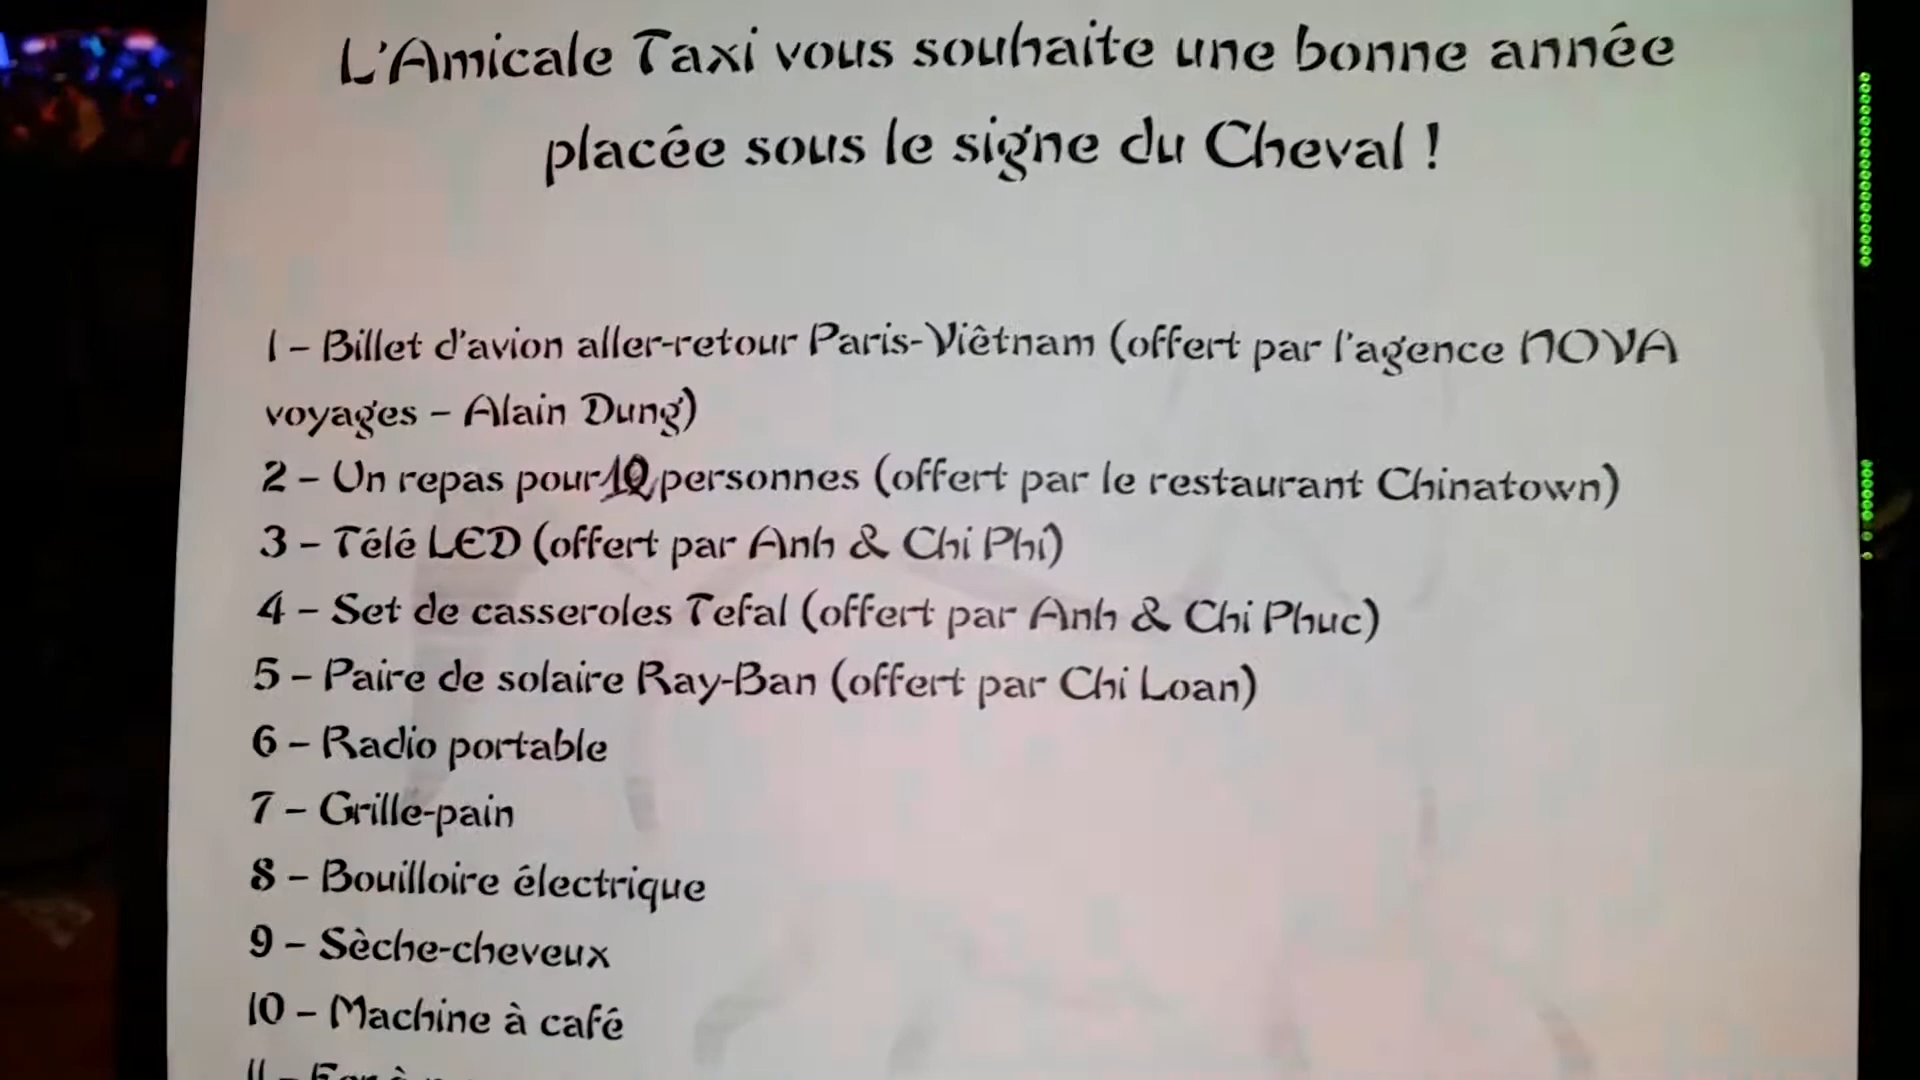 L'Amicale Taxi vous souhaite une bonne année
placée sous le signe du Cheval !
1 – Billet d'avion aller-retour Paris-Viêtnam (offert par l'agence NOVA
voyages – Alain Dung)
2 – Un repas pour 10 personnes (offert par le restaurant Chinatown)
3 – Télé LED (offert par Anh & Chi Phi)
4 – Set de casseroles Tefal (offert par Anh & Chi Phuc)
5 – Paire de solaire Ray-Ban (offert par Chi Loan)
6 – Radio portable
7 – Grille-pain
8 – Bouilloire électrique
9 – Sèche-cheveux
10 – Machine à café
11 –